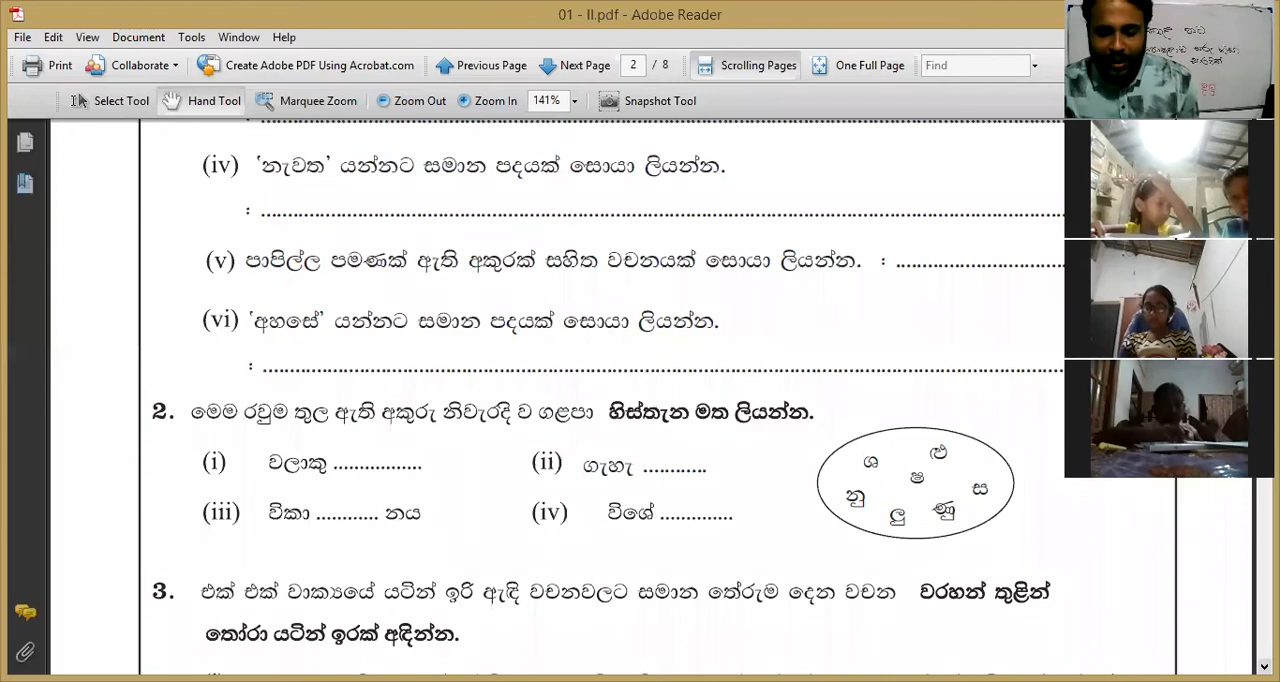 01 - II.pdf - Adobe Reader
File Edit View Document Tools Window Help
Print Collaborate Create Adobe PDF Using Acrobat.com Previous Page Next Page 2 / 8 Scrolling Pages One Full Page Find
Select Tool Hand Tool Marquee Zoom Zoom Out Zoom In 141% Snapshot Tool
(iv) ‘නැවත’ යන්නට සමාන පදයක් සොයා ලියන්න.
: ................................................................
(v) පාපිල්ල පමණක් ඇති අකුරක් සහිත වචනයක් සොයා ලියන්න. : ..........................
(vi) ‘අහසේ’ යන්නට සමාන පදයක් සොයා ලියන්න.
: ................................................................
2. මෙම රවුම තුල ඇති අකුරු නිවැරදි ව ගළපා හිස්තැන මත ලියන්න.
(i) වලාකු ................. (ii) ගැහැ ............
(iii) විකා ............ නය (iv) විශේ ..............
ශ ළු
ෂ
නු ස
ලු ණු
3. එක් එක් වාක්‍යයේ යටින් ඉරි ඇඳි වචනවලට සමාන තේරුම දෙන වචන වරහන් තුළින්
තෝරා යටින් ඉරක් අඳින්න.